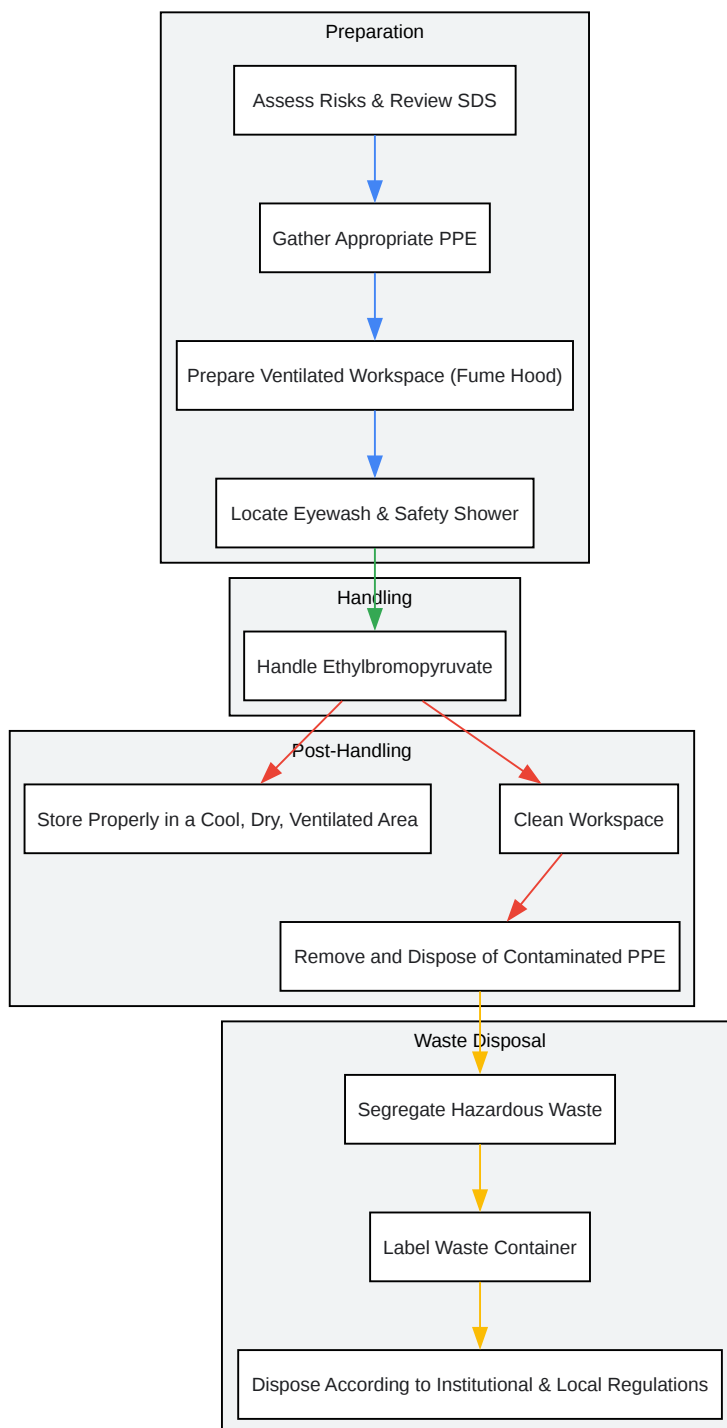 Preparation
Assess Risks & Review SDS
Gather Appropriate PPE
Prepare Ventilated Workspace (Fume Hood)
Locate Eyewash & Safety Shower
Handling
Handle Ethylbromopyruvate
Post-Handling
Store Properly in a Cool, Dry, Ventilated Area
Clean Workspace
Remove and Dispose of Contaminated PPE
Waste Disposal
Segregate Hazardous Waste
Label Waste Container
Dispose According to Institutional & Local Regulations